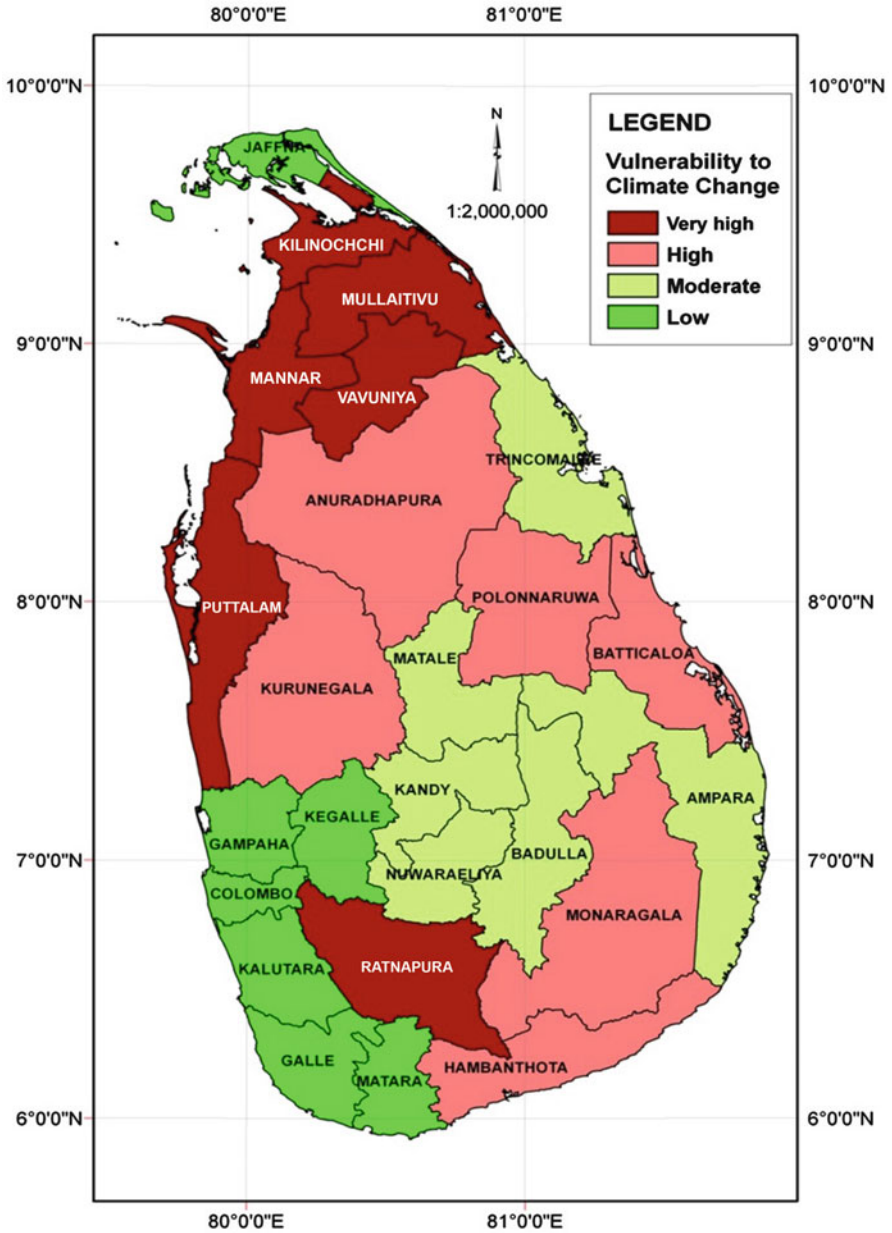 80°0'0"E
81°0'0"E
10°0'0"N
10°0'0"N
LEGEND
Vulnerability to
Climate Change
Very high
High
Moderate
Low
N
1:2,000,000
JAFFNA
KILINOCHCHI
MULLAITIVU
9°0'0"N
9°0'0"N
MANNAR
VAVUNIYA
TRINCOMALEE
ANURADHAPURA
8°0'0"N
8°0'0"N
PUTTALAM
POLONNARUWA
BATTICALOA
MATALE
KURUNEGALA
KANDY
AMPARA
KEGALLE
GAMPAHA
7°0'0"N
7°0'0"N
BADULLA
NUWARAELIYA
COLOMBO
MONARAGALA
KALUTARA
RATNAPURA
GALLE
HAMBANTHOTA
MATARA
6°0'0"N
6°0'0"N
80°0'0"E
81°0'0"E